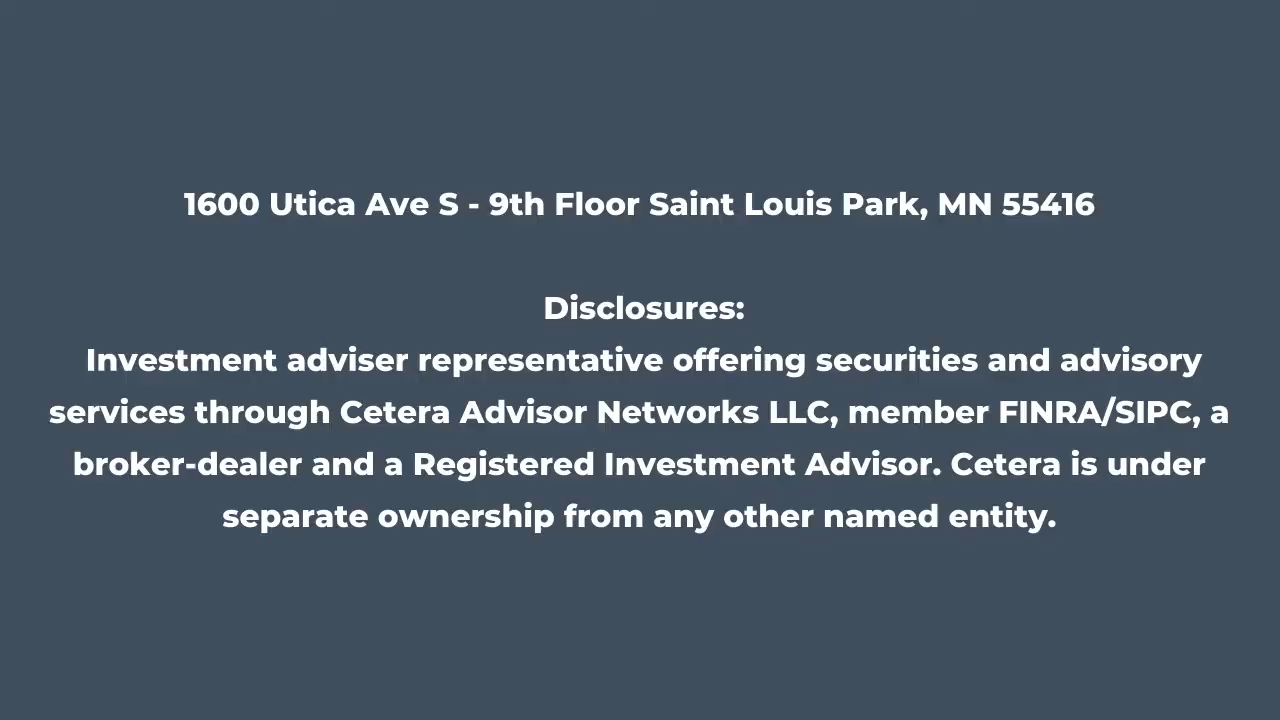 1600 Utica Ave S - 9th Floor Saint Louis Park, MN 55416
Disclosures:
Investment adviser representative offering securities and advisory
services through Cetera Advisor Networks LLC, member FINRA/SIPC, a
broker-dealer and a Registered Investment Advisor. Cetera is under
separate ownership from any other named entity.